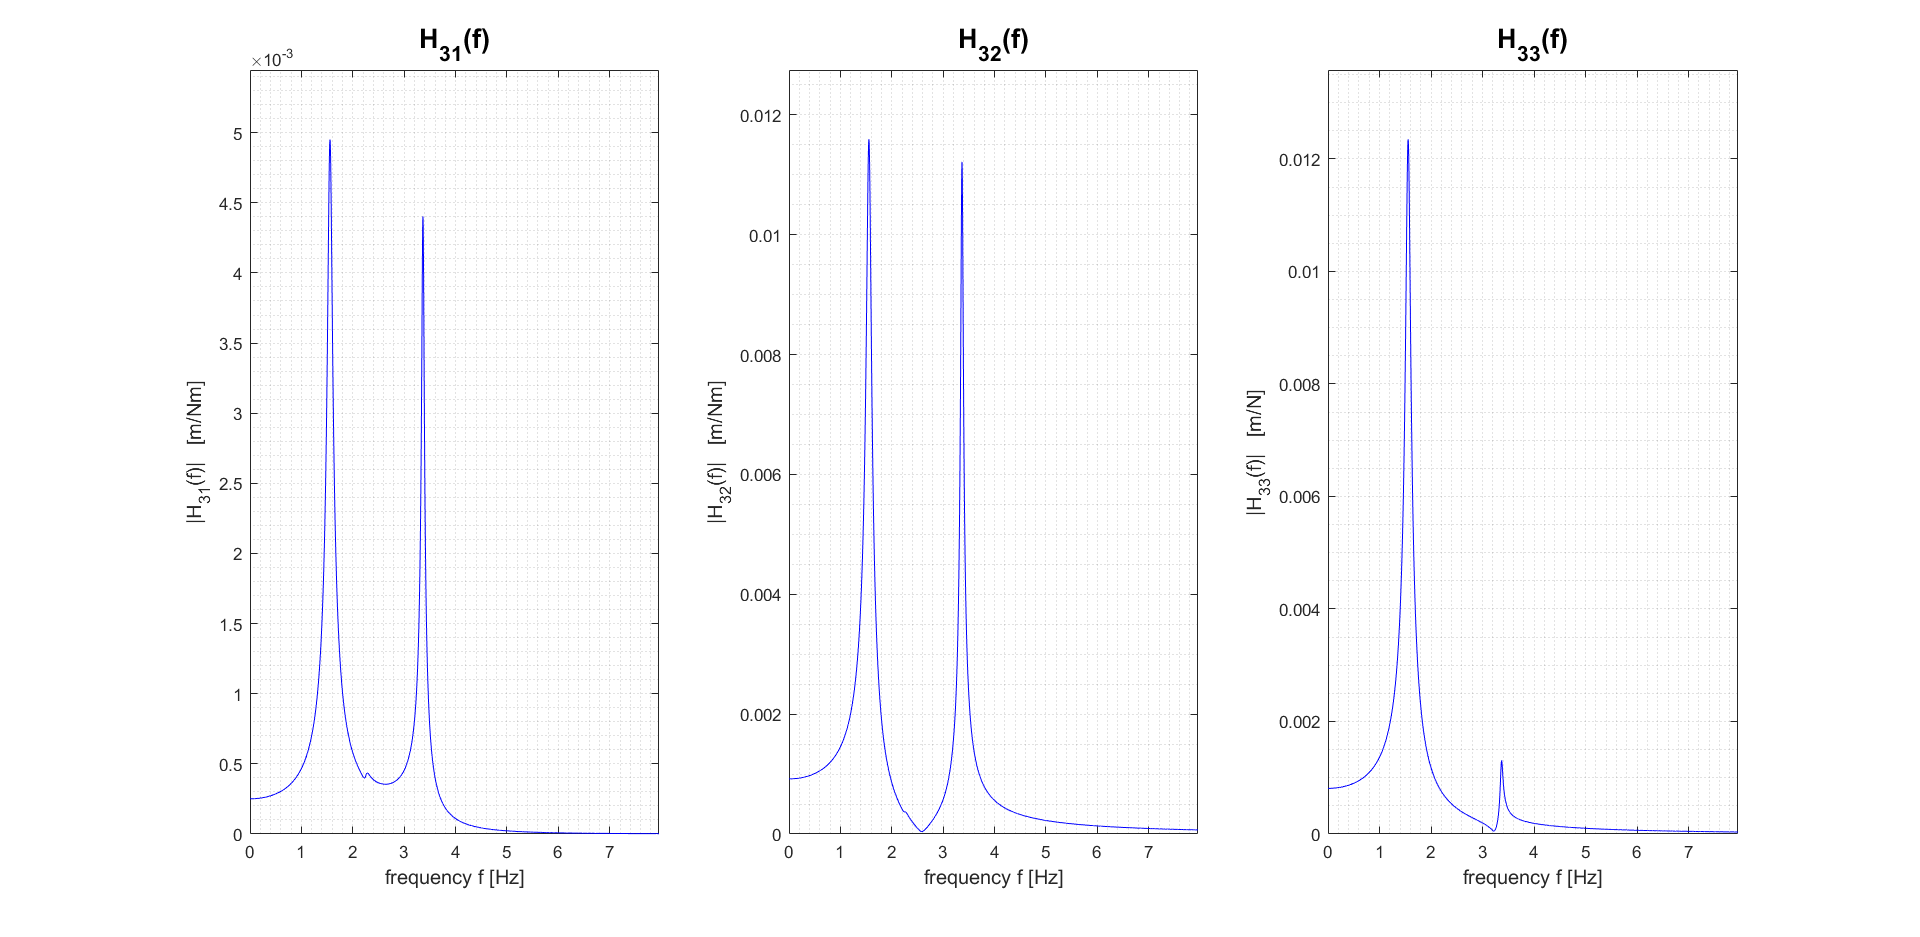 H31(f)
×10-3
5
4.5
4
3.5
3
2.5
2
1.5
1
0.5
0
|H31(f)| [m/Nm]
0 1 2 3 4 5 6 7
frequency f [Hz]
H32(f)
0.012
0.01
0.008
0.006
0.004
0.002
0
|H32(f)| [m/Nm]
0 1 2 3 4 5 6 7
frequency f [Hz]
H33(f)
0.012
0.01
0.008
0.006
0.004
0.002
0
|H33(f)| [m/N]
0 1 2 3 4 5 6 7
frequency f [Hz]